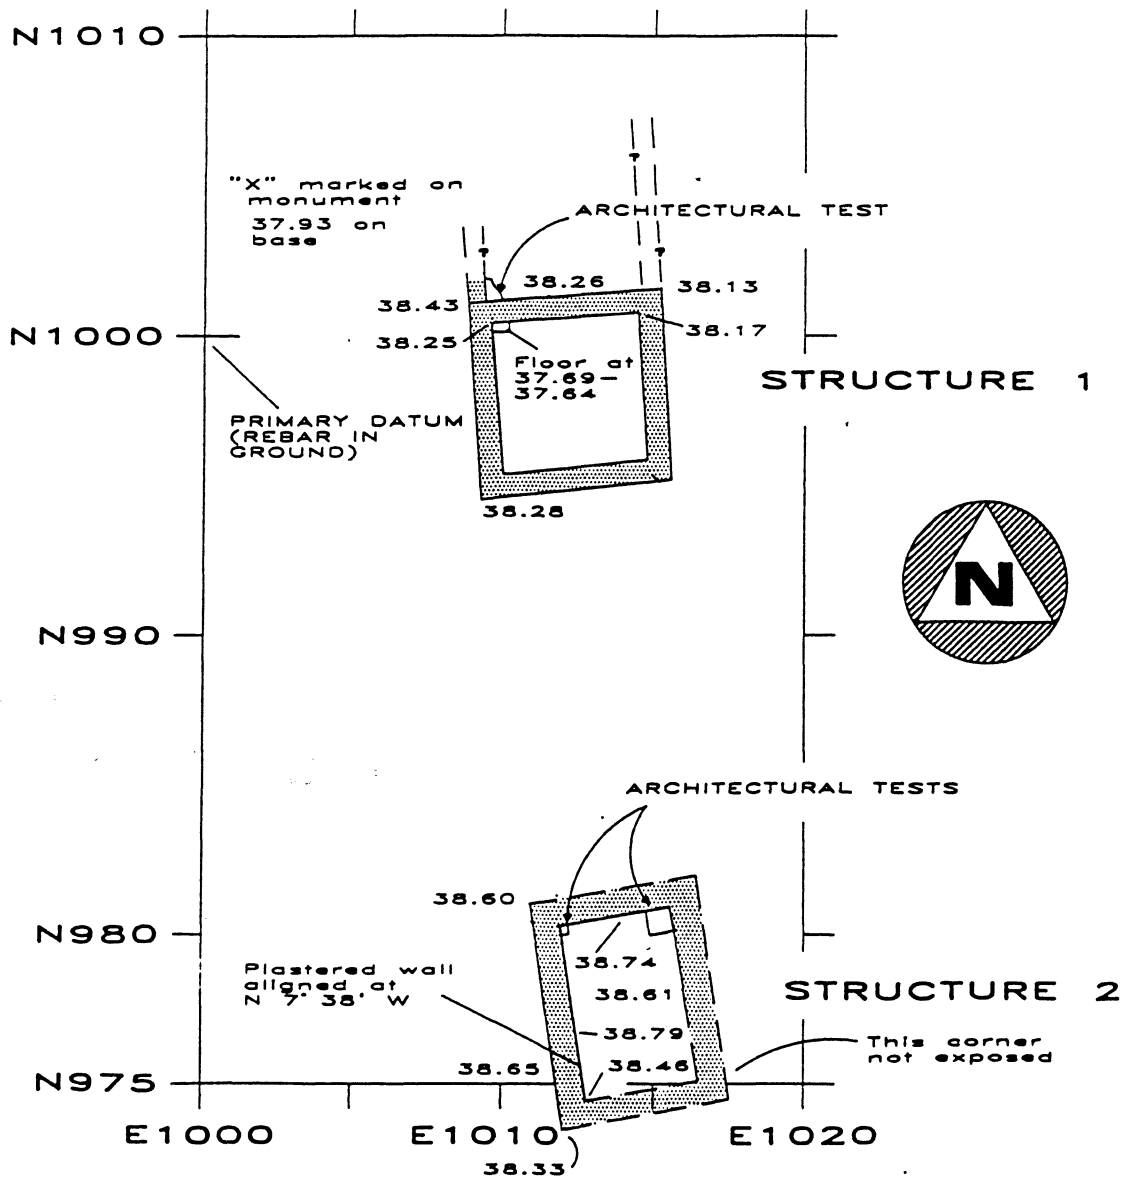 N1010
"X" marked on
monument
37.93 on
base
ARCHITECTURAL TEST
38.26
38.13
38.43
N1000
38.25
38.17
Floor at
37.69-
37.64
STRUCTURE 1
PRIMARY DATUM
(REBAR IN
GROUND)
38.28
N
N990
ARCHITECTURAL TESTS
38.60
N980
38.74
Plastered wall
aligned at
N 7° 38' W
38.61
STRUCTURE 2
38.79
This corner
not exposed
38.65
38.46
N975
E1000
E1010
E1020
38.33